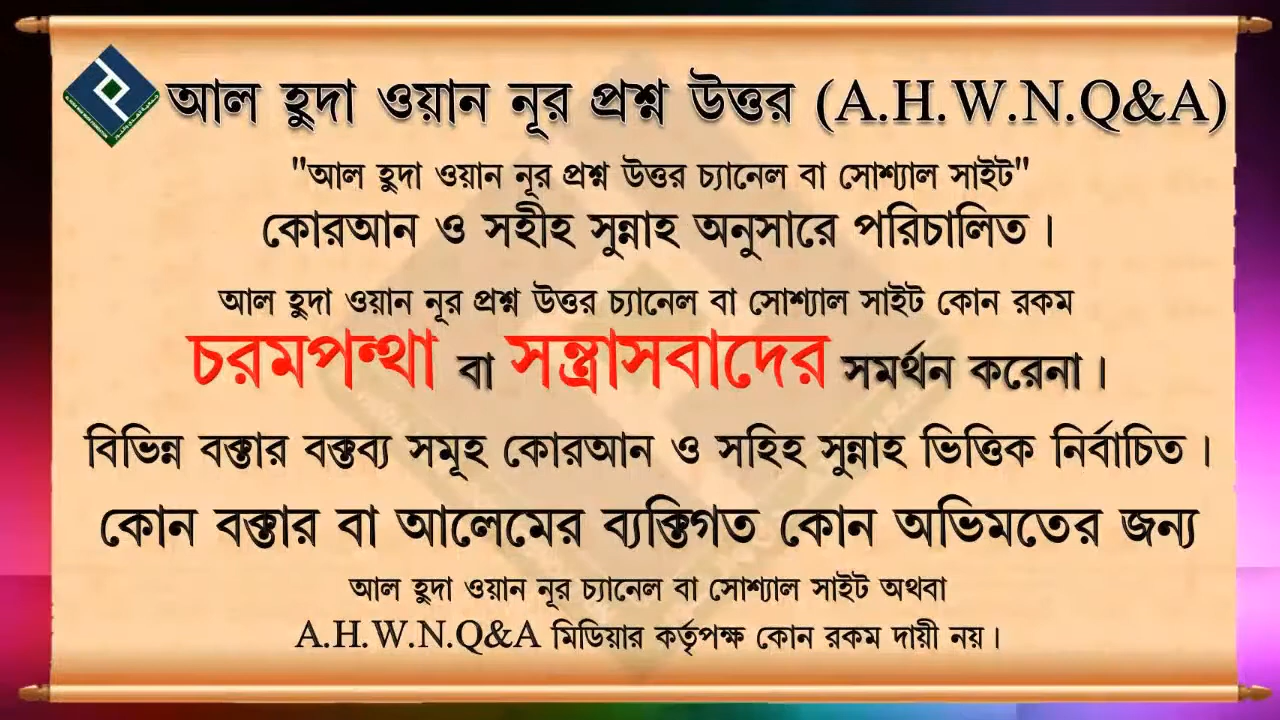 আল হুদা ওয়ান নূর প্রশ্ন উত্তর (A.H.W.N.Q&A)
"আল হুদা ওয়ান নূর প্রশ্ন উত্তর চ্যানেল বা সোশ্যাল সাইট"
কোরআন ও সহীহ সুন্নাহ অনুসারে পরিচালিত।
আল হুদা ওয়ান নূর প্রশ্ন উত্তর চ্যানেল বা সোশ্যাল সাইট কোন রকম
চরমপন্থা বা সন্ত্রাসবাদের সমর্থন করেনা।
বিভিন্ন বক্তার বক্তব্য সমূহ কোরআন ও সহিহ সুন্নাহ ভিত্তিক নির্বাচিত।
কোন বক্তার বা আলেমের ব্যক্তিগত কোন অভিমতের জন্য
আল হুদা ওয়ান নূর চ্যানেল বা সোশ্যাল সাইট অথবা
A.H.W.N.Q&A মিডিয়ার কর্তৃপক্ষ কোন রকম দায়ী নয়।